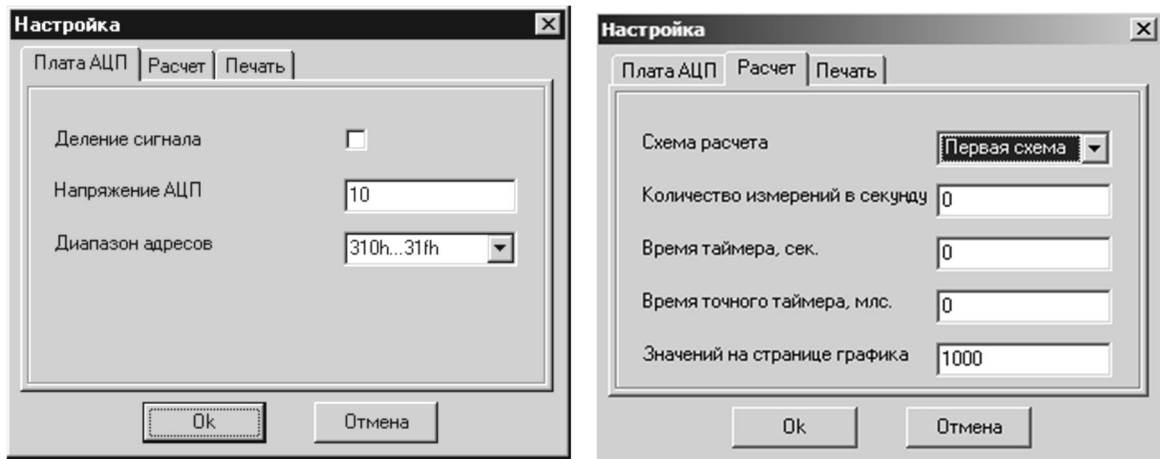 Настройка
Плата АЦП Расчет Печать
Деление сигнала
Напряжение АЦП 10
Диапазон адресов 310h...31fh
Ok Отмена
Настройка
Плата АЦП Расчет Печать
Схема расчета Первая схема
Количество измерений в секунду 0
Время таймера, сек. 0
Время точного таймера, млс. 0
Значений на странице графика 1000
Ok Отмена